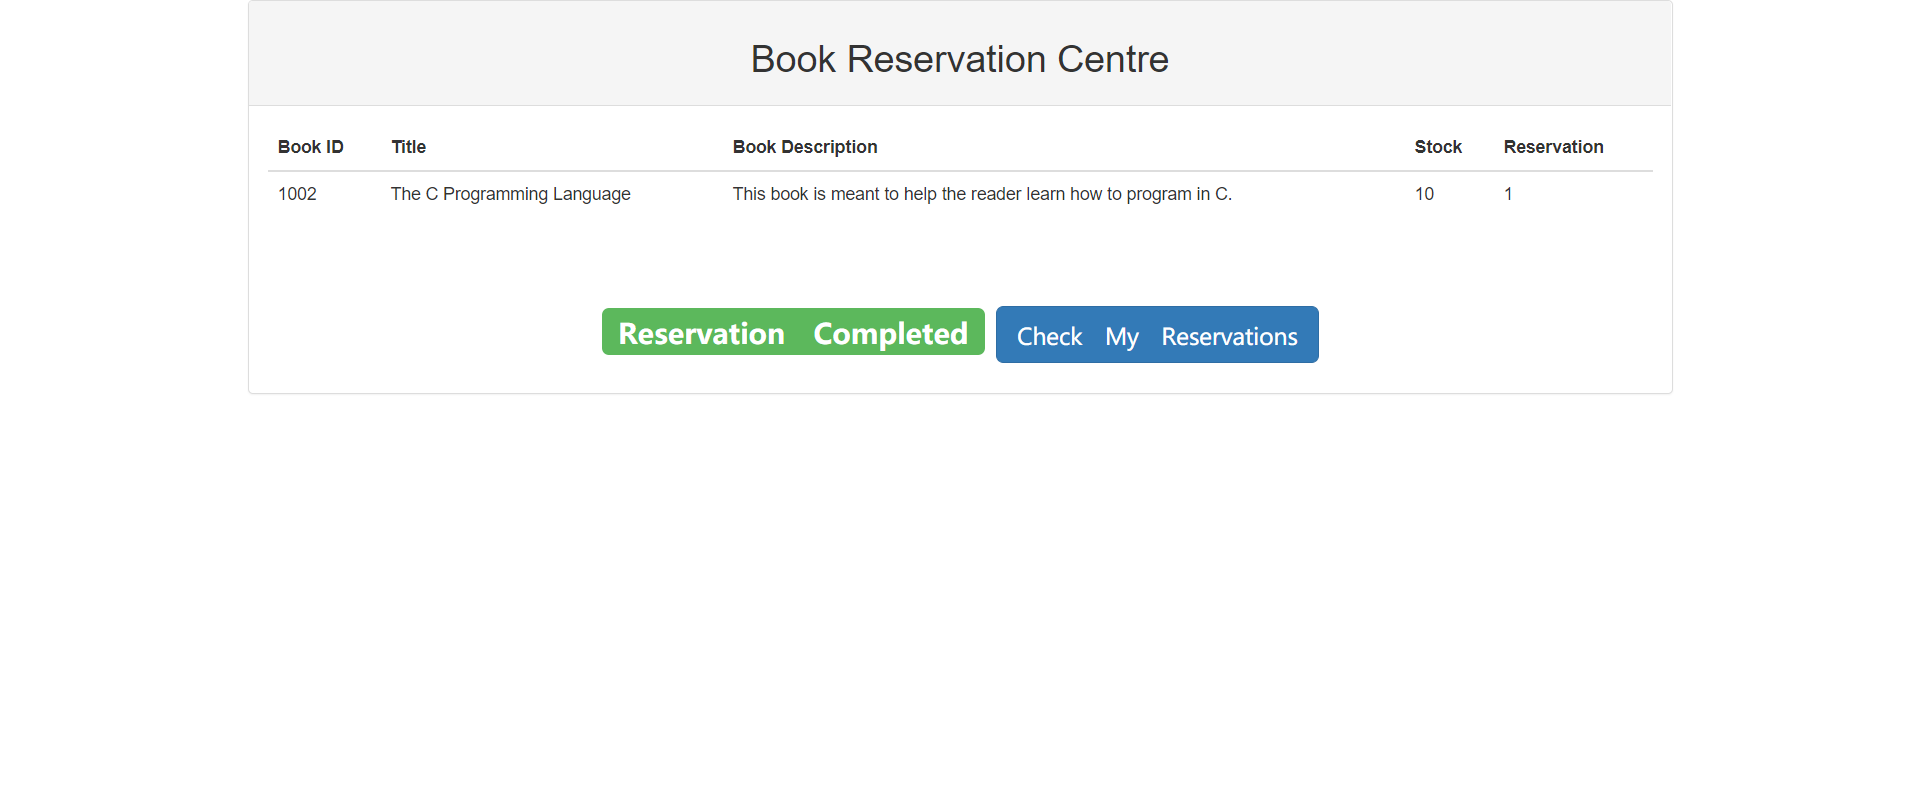 Book Reservation Centre
Book ID Title Book Description Stock Reservation
1002 The C Programming Language This book is meant to help the reader learn how to program in C. 10 1
Reservation Completed Check My Reservations